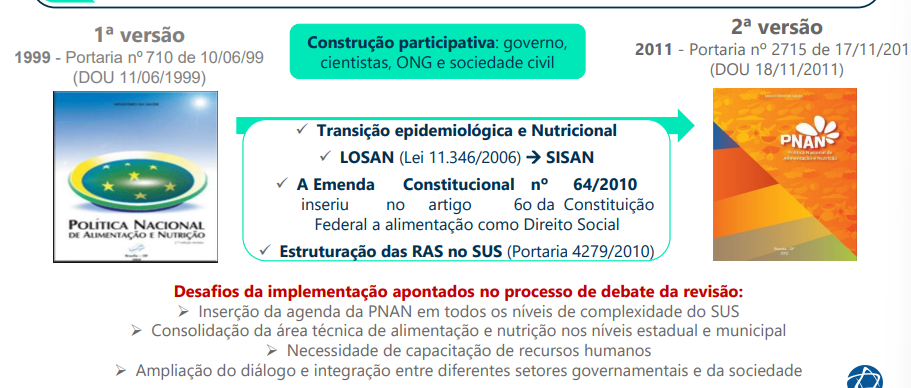 1ª versão
1999 - Portaria nº 710 de 10/06/99
(DOU 11/06/1999)
Construção participativa: governo,
cientistas, ONG e sociedade civil
2ª versão
2011 - Portaria nº 2715 de 17/11/201
(DOU 18/11/2011)
POLÍTICA NACIONAL
DE ALIMENTAÇÃO E NUTRIÇÃO
✓ Transição epidemiológica e Nutricional
✓ LOSAN (Lei 11.346/2006) → SISAN
✓ A Emenda Constitucional nº 64/2010
inseriu no artigo 6o da Constituição
Federal a alimentação como Direito Social
✓ Estruturação das RAS no SUS (Portaria 4279/2010)
PNAN
Política Nacional de
Alimentação e Nutrição
Desafios da implementação apontados no processo de debate da revisão:
➢ Inserção da agenda da PNAN em todos os níveis de complexidade do SUS
➢ Consolidação da área técnica de alimentação e nutrição nos níveis estadual e municipal
➢ Necessidade de capacitação de recursos humanos
➢ Ampliação do diálogo e integração entre diferentes setores governamentais e da sociedade